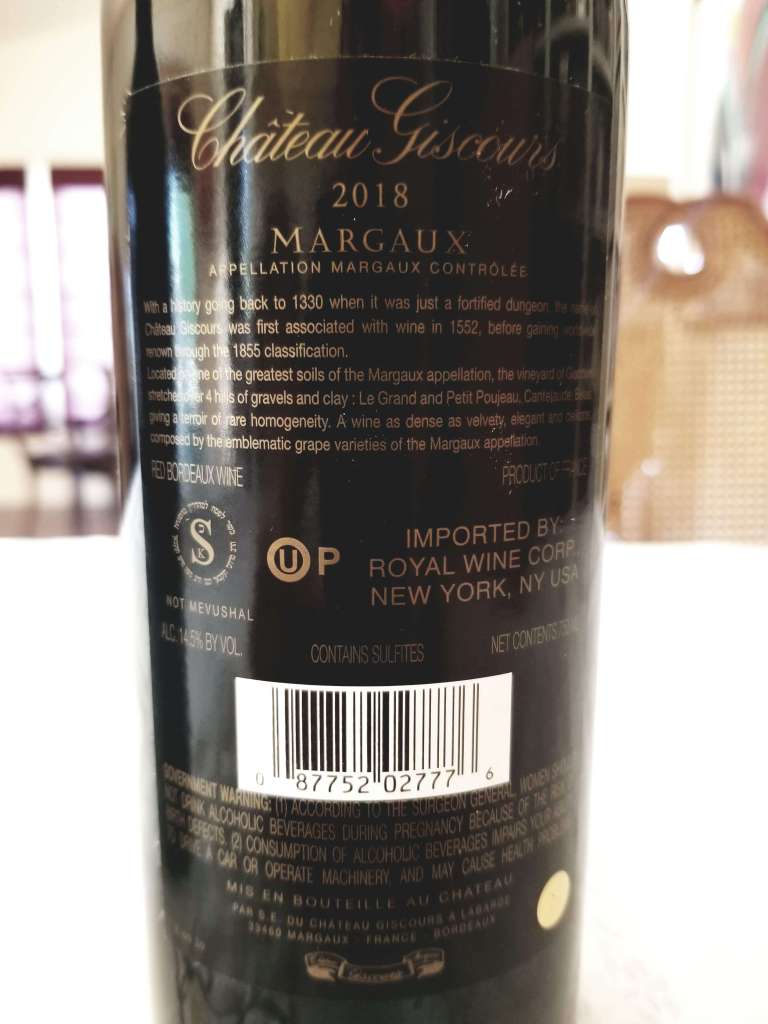 Château Giscours
2018
MARGAUX
APPELLATION MARGAUX CONTRÔLÉE
With a history going back to 1330 when it was just a fortified dungeon, the name of
Château Giscours was first associated with wine in 1552, before gaining worldwide
renown through the 1855 classification.
Located on one of the greatest soils of the Margaux appellation, the vineyard of
stretches over 4 hills of gravels and clay : Le Grand and Petit Poujeau, Cantelaude,
giving a terroir of rare homogeneity. A wine as dense as velvety, elegant and
composed by the emblematic grape varieties of the Margaux appellation.
RED BORDEAUX WINE PRODUCT OF FRANCE
S
K
NOT MEVUSHAL
U P
IMPORTED BY:
ROYAL WINE CORP.
NEW YORK, NY USA
ALC. 14.5% BY VOL.
CONTAINS SULFITES
NET CONTENTS 750ML
0 87752 02777 6
GOVERNMENT WARNING: (1) ACCORDING TO THE SURGEON GENERAL, WOMEN SHOULD
NOT DRINK ALCOHOLIC BEVERAGES DURING PREGNANCY BECAUSE OF THE RISK OF
BIRTH DEFECTS. (2) CONSUMPTION OF ALCOHOLIC BEVERAGES IMPAIRS YOUR ABILITY
TO DRIVE A CAR OR OPERATE MACHINERY, AND MAY CAUSE HEALTH PROBLEMS
MIS EN BOUTEILLE AU CHATEAU
PAR S.E. DU CHÂTEAU GISCOURS À LABARDE
33460 MARGAUX - FRANCE - BORDEAUX
Giscours